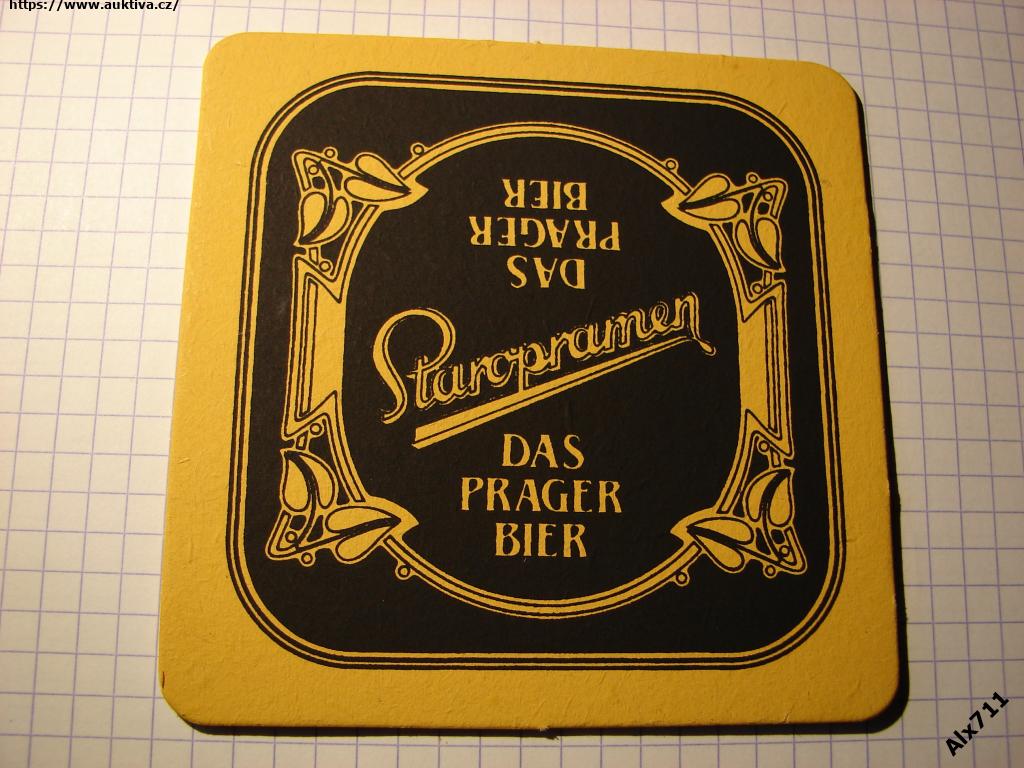 https://www.auktiva.cz/
DAS
PRAGER
BIER
Staropramen
DAS
PRAGER
BIER
Alx711